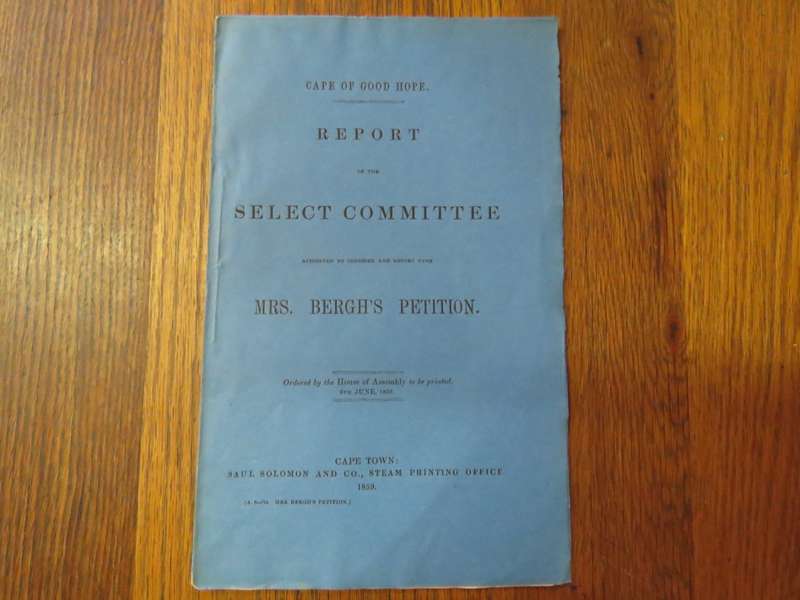 CAPE OF GOOD HOPE.
REPORT
OF THE
SELECT COMMITTEE
APPOINTED TO CONSIDER AND REPORT UPON
MRS. BERGH'S PETITION.
Ordered by the House of Assembly to be printed.
JUNE, 1859.
CAPE TOWN:
SAUL SOLOMON AND CO., STEAM PRINTING OFFICE
1859.
MRS. BERGH'S PETITION.]